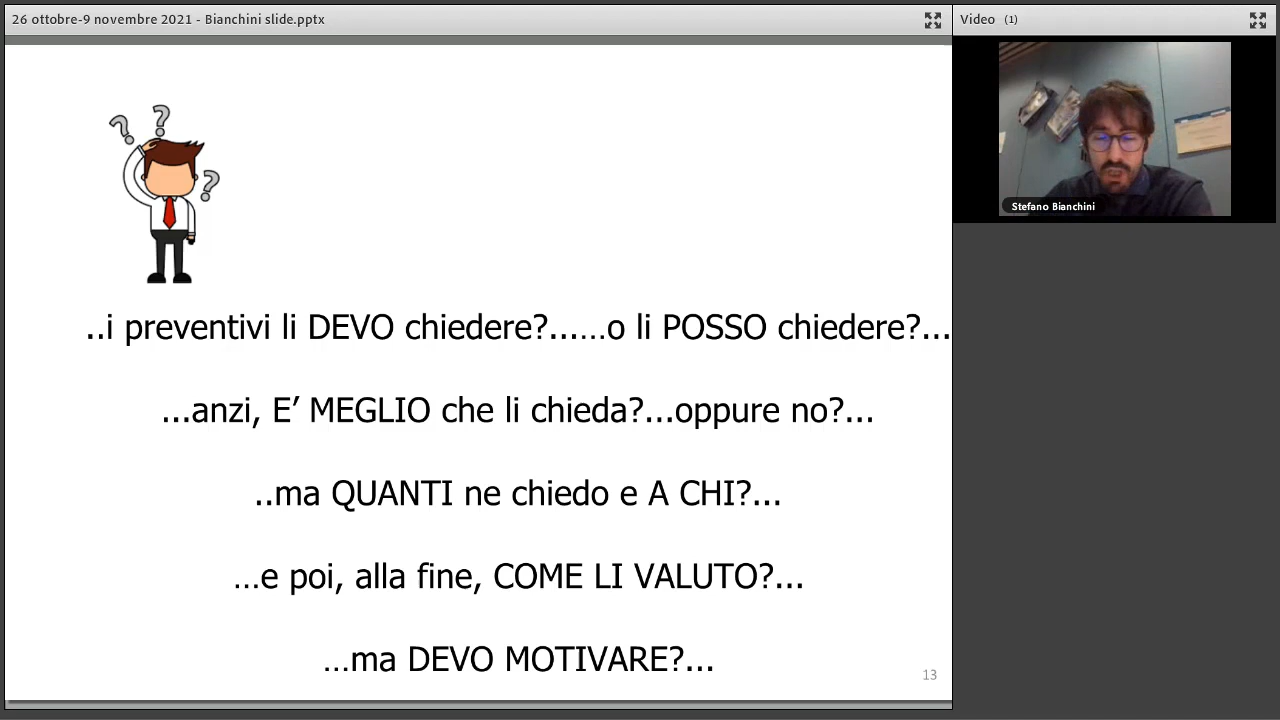 26 ottobre-9 novembre 2021 - Bianchini slide.pptx
Video (1)
Stefano Bianchini
? ? ?
..i preventivi li DEVO chiedere?......o li POSSO chiedere?...
...anzi, E’ MEGLIO che li chieda?...oppure no?...
..ma QUANTI ne chiedo e A CHI?...
...e poi, alla fine, COME LI VALUTO?...
...ma DEVO MOTIVARE?...
13